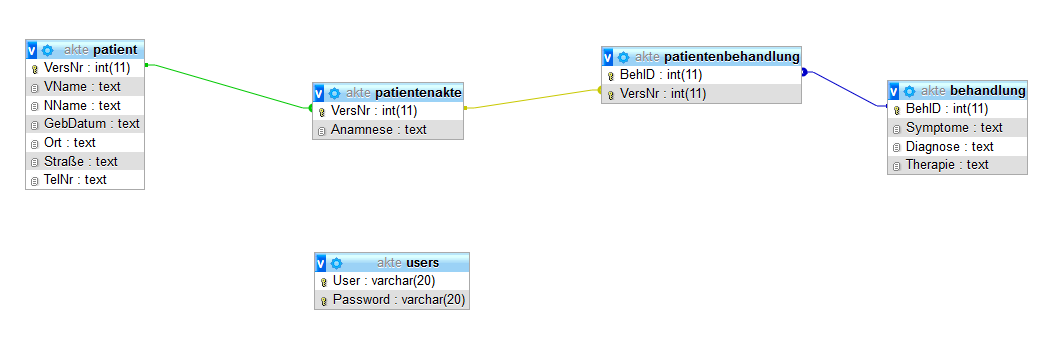 v akte patient
VersNr : int(11)
VName : text
NName : text
GebDatum : text
Ort : text
Straße : text
TelNr : text
v akte patientenakte
VersNr : int(11)
Anamnese : text
v akte patientenbehandlung
BehID : int(11)
VersNr : int(11)
v akte behandlung
BehID : int(11)
Symptome : text
Diagnose : text
Therapie : text
v akte users
User : varchar(20)
Password : varchar(20)